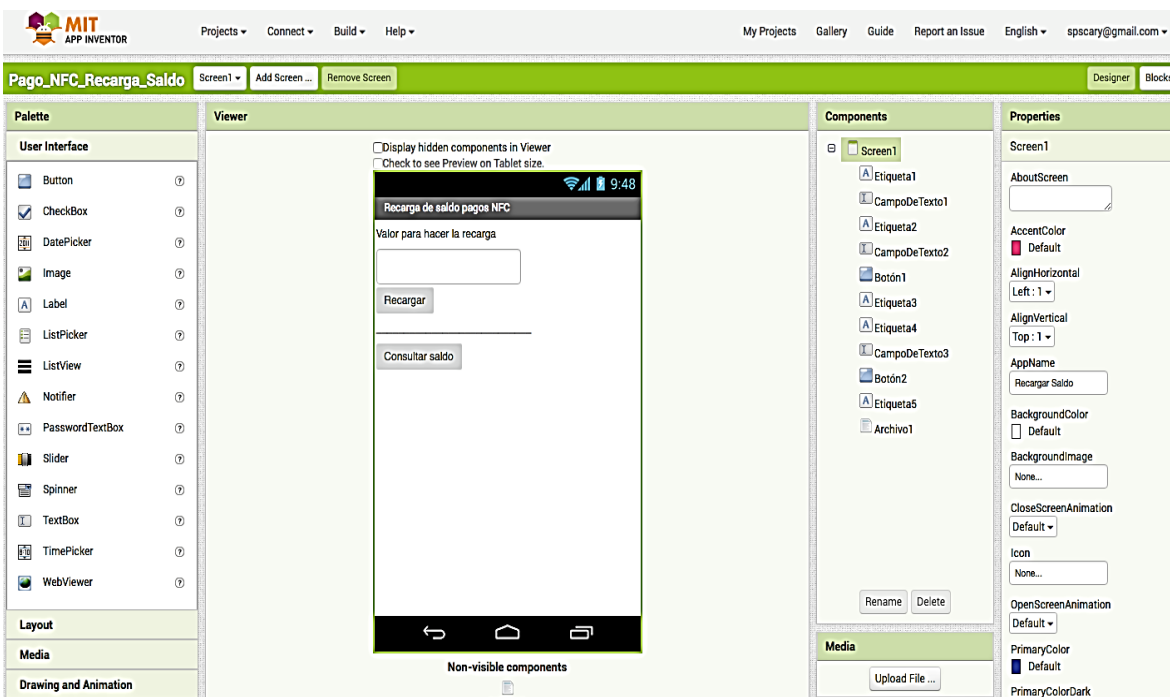 MIT
APP INVENTOR
Projects Connect Build Help
My Projects Gallery Guide Report an Issue English spscary@gmail.com
Pago_NFC_Recarga_Saldo Screen1 Add Screen ... Remove Screen
Designer Blocks
Palette
User Interface
Button
CheckBox
DatePicker
Image
Label
ListPicker
ListView
Notifier
PasswordTextBox
Slider
Spinner
TextBox
TimePicker
WebViewer
Layout
Media
Drawing and Animation
Viewer
Display hidden components in Viewer
Check to see Preview on Tablet size.
9:48
Recarga de saldo pagos NFC
Valor para hacer la recarga
Recargar
Consultar saldo
Non-visible components
Components
Screen1
Etiqueta1
CampoDeTexto1
Etiqueta2
CampoDeTexto2
Botón1
Etiqueta3
Etiqueta4
CampoDeTexto3
Botón2
Etiqueta5
Archivo1
Rename Delete
Media
Upload File ...
Properties
Screen1
AboutScreen
AccentColor
Default
AlignHorizontal
Left : 1
AlignVertical
Top : 1
AppName
Recargar Saldo
BackgroundColor
Default
BackgroundImage
None...
CloseScreenAnimation
Default
Icon
None...
OpenScreenAnimation
Default
PrimaryColor
Default
PrimaryColorDark